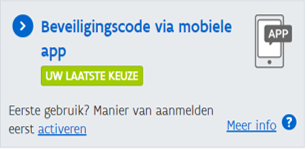 Beveiligingscode via mobiele
app
APP
UW LAATSTE KEUZE
Eerste gebruik? Manier van aanmelden
eerst activeren
Meer info ?